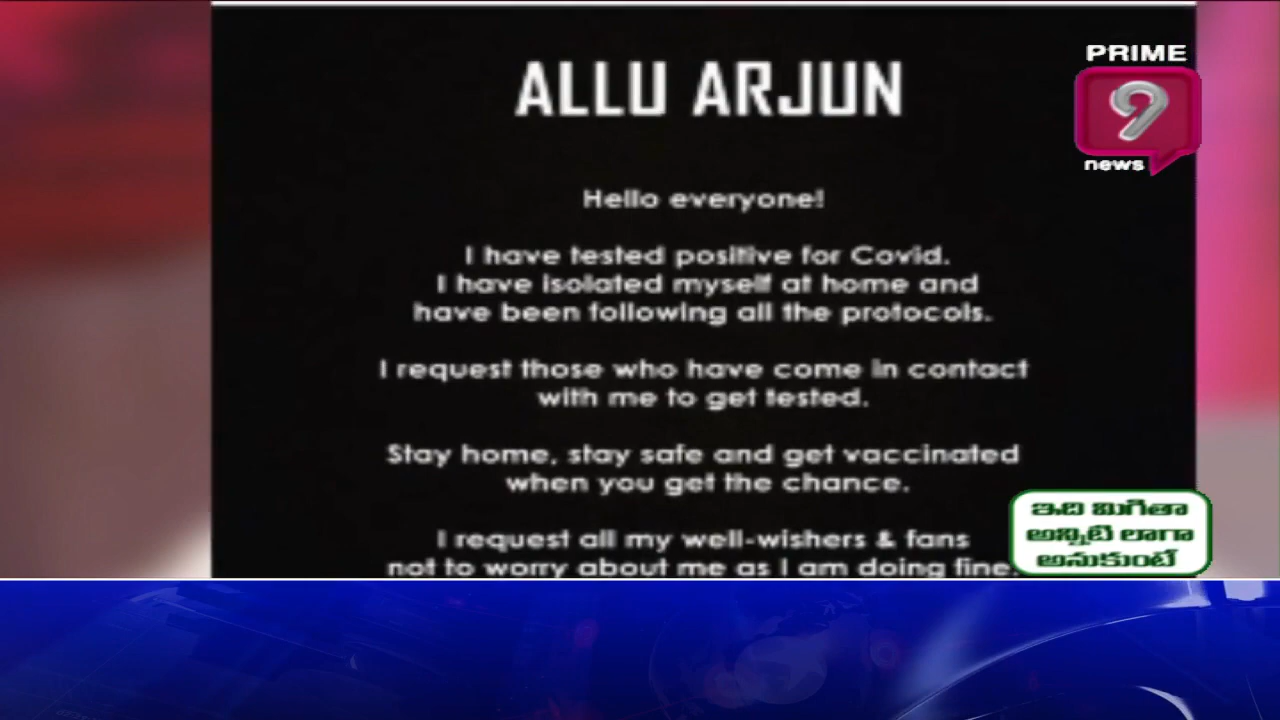 ALLU ARJUN
PRIME
9
news
Hello everyone!
I have tested positive for Covid.
I have isolated myself at home and
have been following all the protocols.
I request those who have come in contact
with me to get tested.
Stay home, stay safe and get vaccinated
when you get the chance.
I request all my well-wishers & fans
not to worry about me as I am doing fine.
ఇది మిగితా
అన్నిటి లాగా
అనుకుంటే